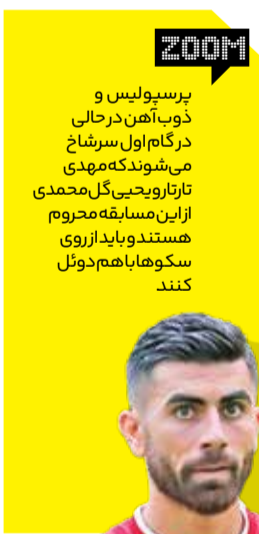 ZOOM
پرسپولیس و
ذوب‌آهن در حالی
در گام اول سرشاخ
می‌شوند که مهدی
تارتار و یحیی گل‌محمدی
از این مسابقه محروم
هستند و باید از روی
سکوها با هم دوئل
کنند